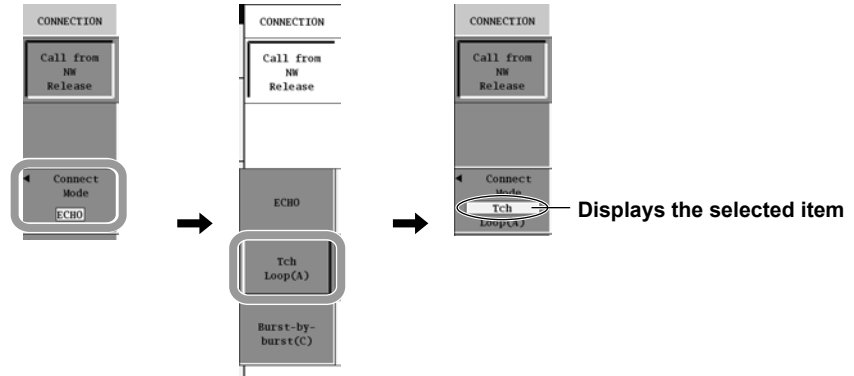 CONNECTION
Call from
NW
Release
Connect
Mode
ECHO
CONNECTION
Call from
NW
Release
ECHO
Tch
Loop(A)
Burst-by-
burst(C)
CONNECTION
Call from
NW
Release
Connect
Mode
Tch
Loop(A)
Displays the selected item